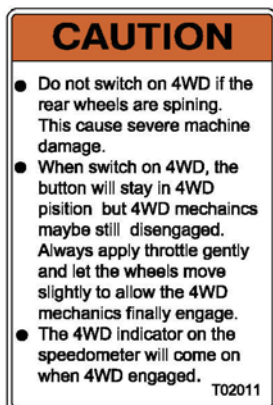 CAUTION
● Do not switch on 4WD if the
rear wheels are spining.
This cause severe machine
damage.
● When switch on 4WD, the
button will stay in 4WD
pisition but 4WD mechaincs
maybe still disengaged.
Always apply throttle gently
and let the wheels move
slightly to allow the 4WD
mechanics finally engage.
● The 4WD indicator on the
speedometer will come on
when 4WD engaged.
T02011